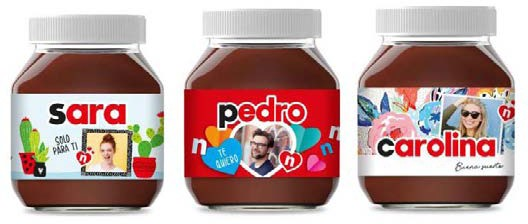 sara
SOLO
PARA TI
n
pedro
n
TE
QUIERO
n
n
carolina
n
Buena suerte